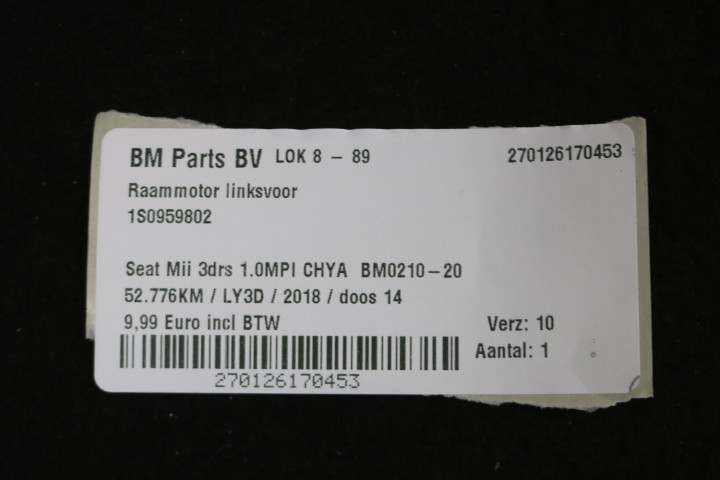 BM Parts BV LOK 8 - 89 270126170453
Raammotor linksvoor
1S0959802
Seat Mii 3drs 1.0MPI CHYA BM0210-20
52.776KM / LY3D / 2018 / doos 14
9,99 Euro incl BTW Verz: 10
Aantal: 1
270126170453